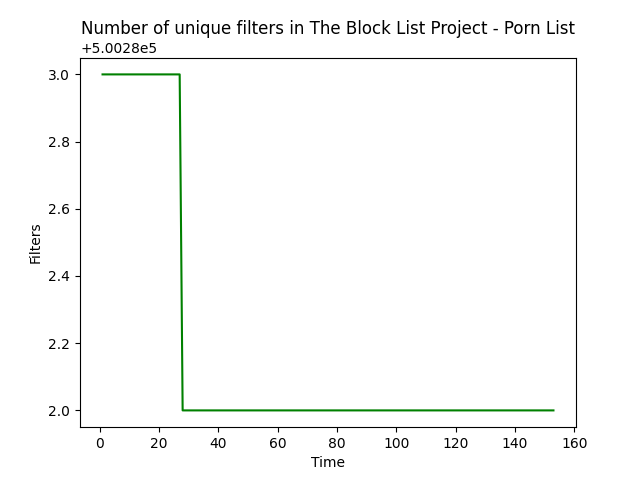 Number of unique filters in The Block List Project - Porn List
+5.0028e5
3.0
2.8
2.6
2.4
2.2
2.0
Filters
0 20 40 60 80 100 120 140 160
Time